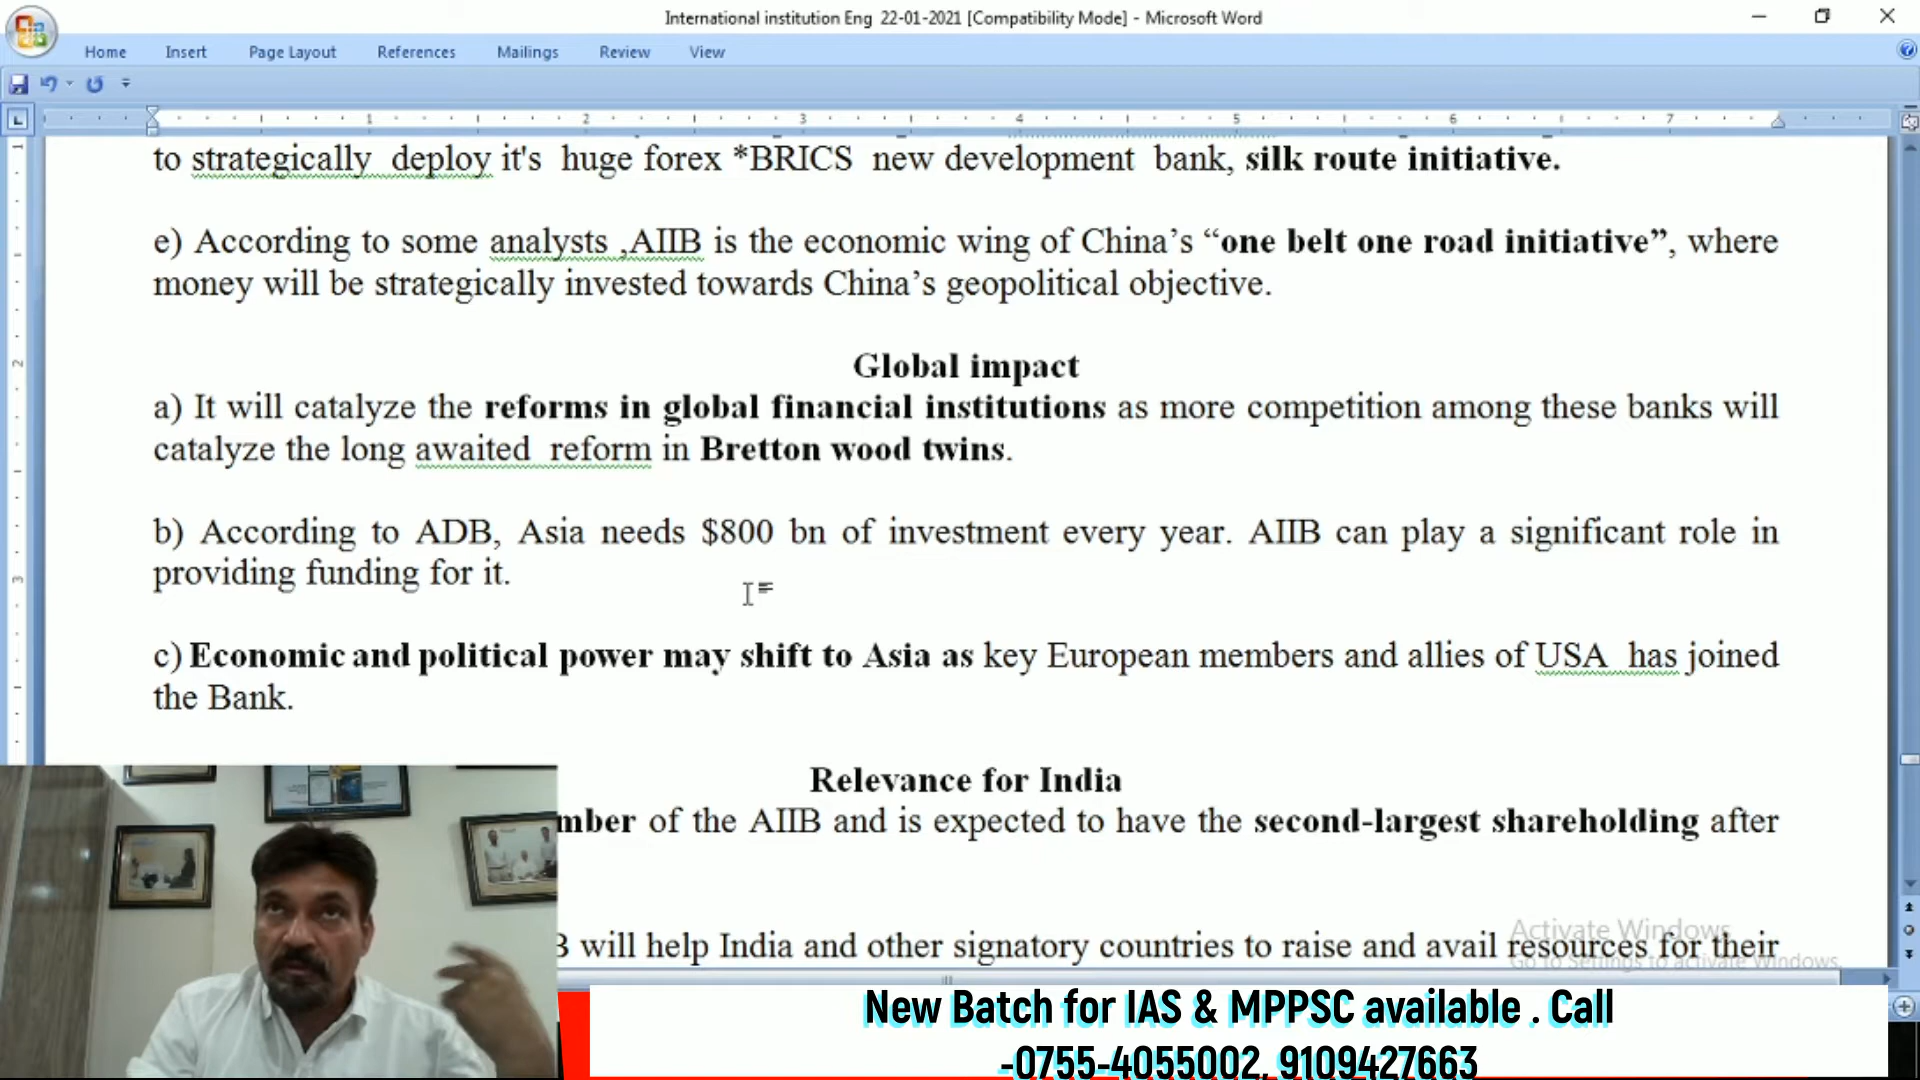 International institution Eng 22-01-2021 [Compatibility Mode] - Microsoft Word
Home Insert Page Layout References Mailings Review View
1 2 3 4 5 6 7
to strategically deploy it's huge forex *BRICS new development bank, silk route initiative.
e) According to some analysts ,AIIB is the economic wing of China's “one belt one road initiative”, where
money will be strategically invested towards China's geopolitical objective.
Global impact
a) It will catalyze the reforms in global financial institutions as more competition among these banks will
catalyze the long awaited reform in Bretton wood twins.
b) According to ADB, Asia needs $800 bn of investment every year. AIIB can play a significant role in
providing funding for it.
c) Economic and political power may shift to Asia as key European members and allies of USA has joined
the Bank.
Relevance for India
mber of the AIIB and is expected to have the second-largest shareholding after
B will help India and other signatory countries to raise and avail resources for their
Activate Windows
Go to Settings to activate Windows.
New Batch for IAS & MPPSC available . Call
-0755-4055002, 9109427663